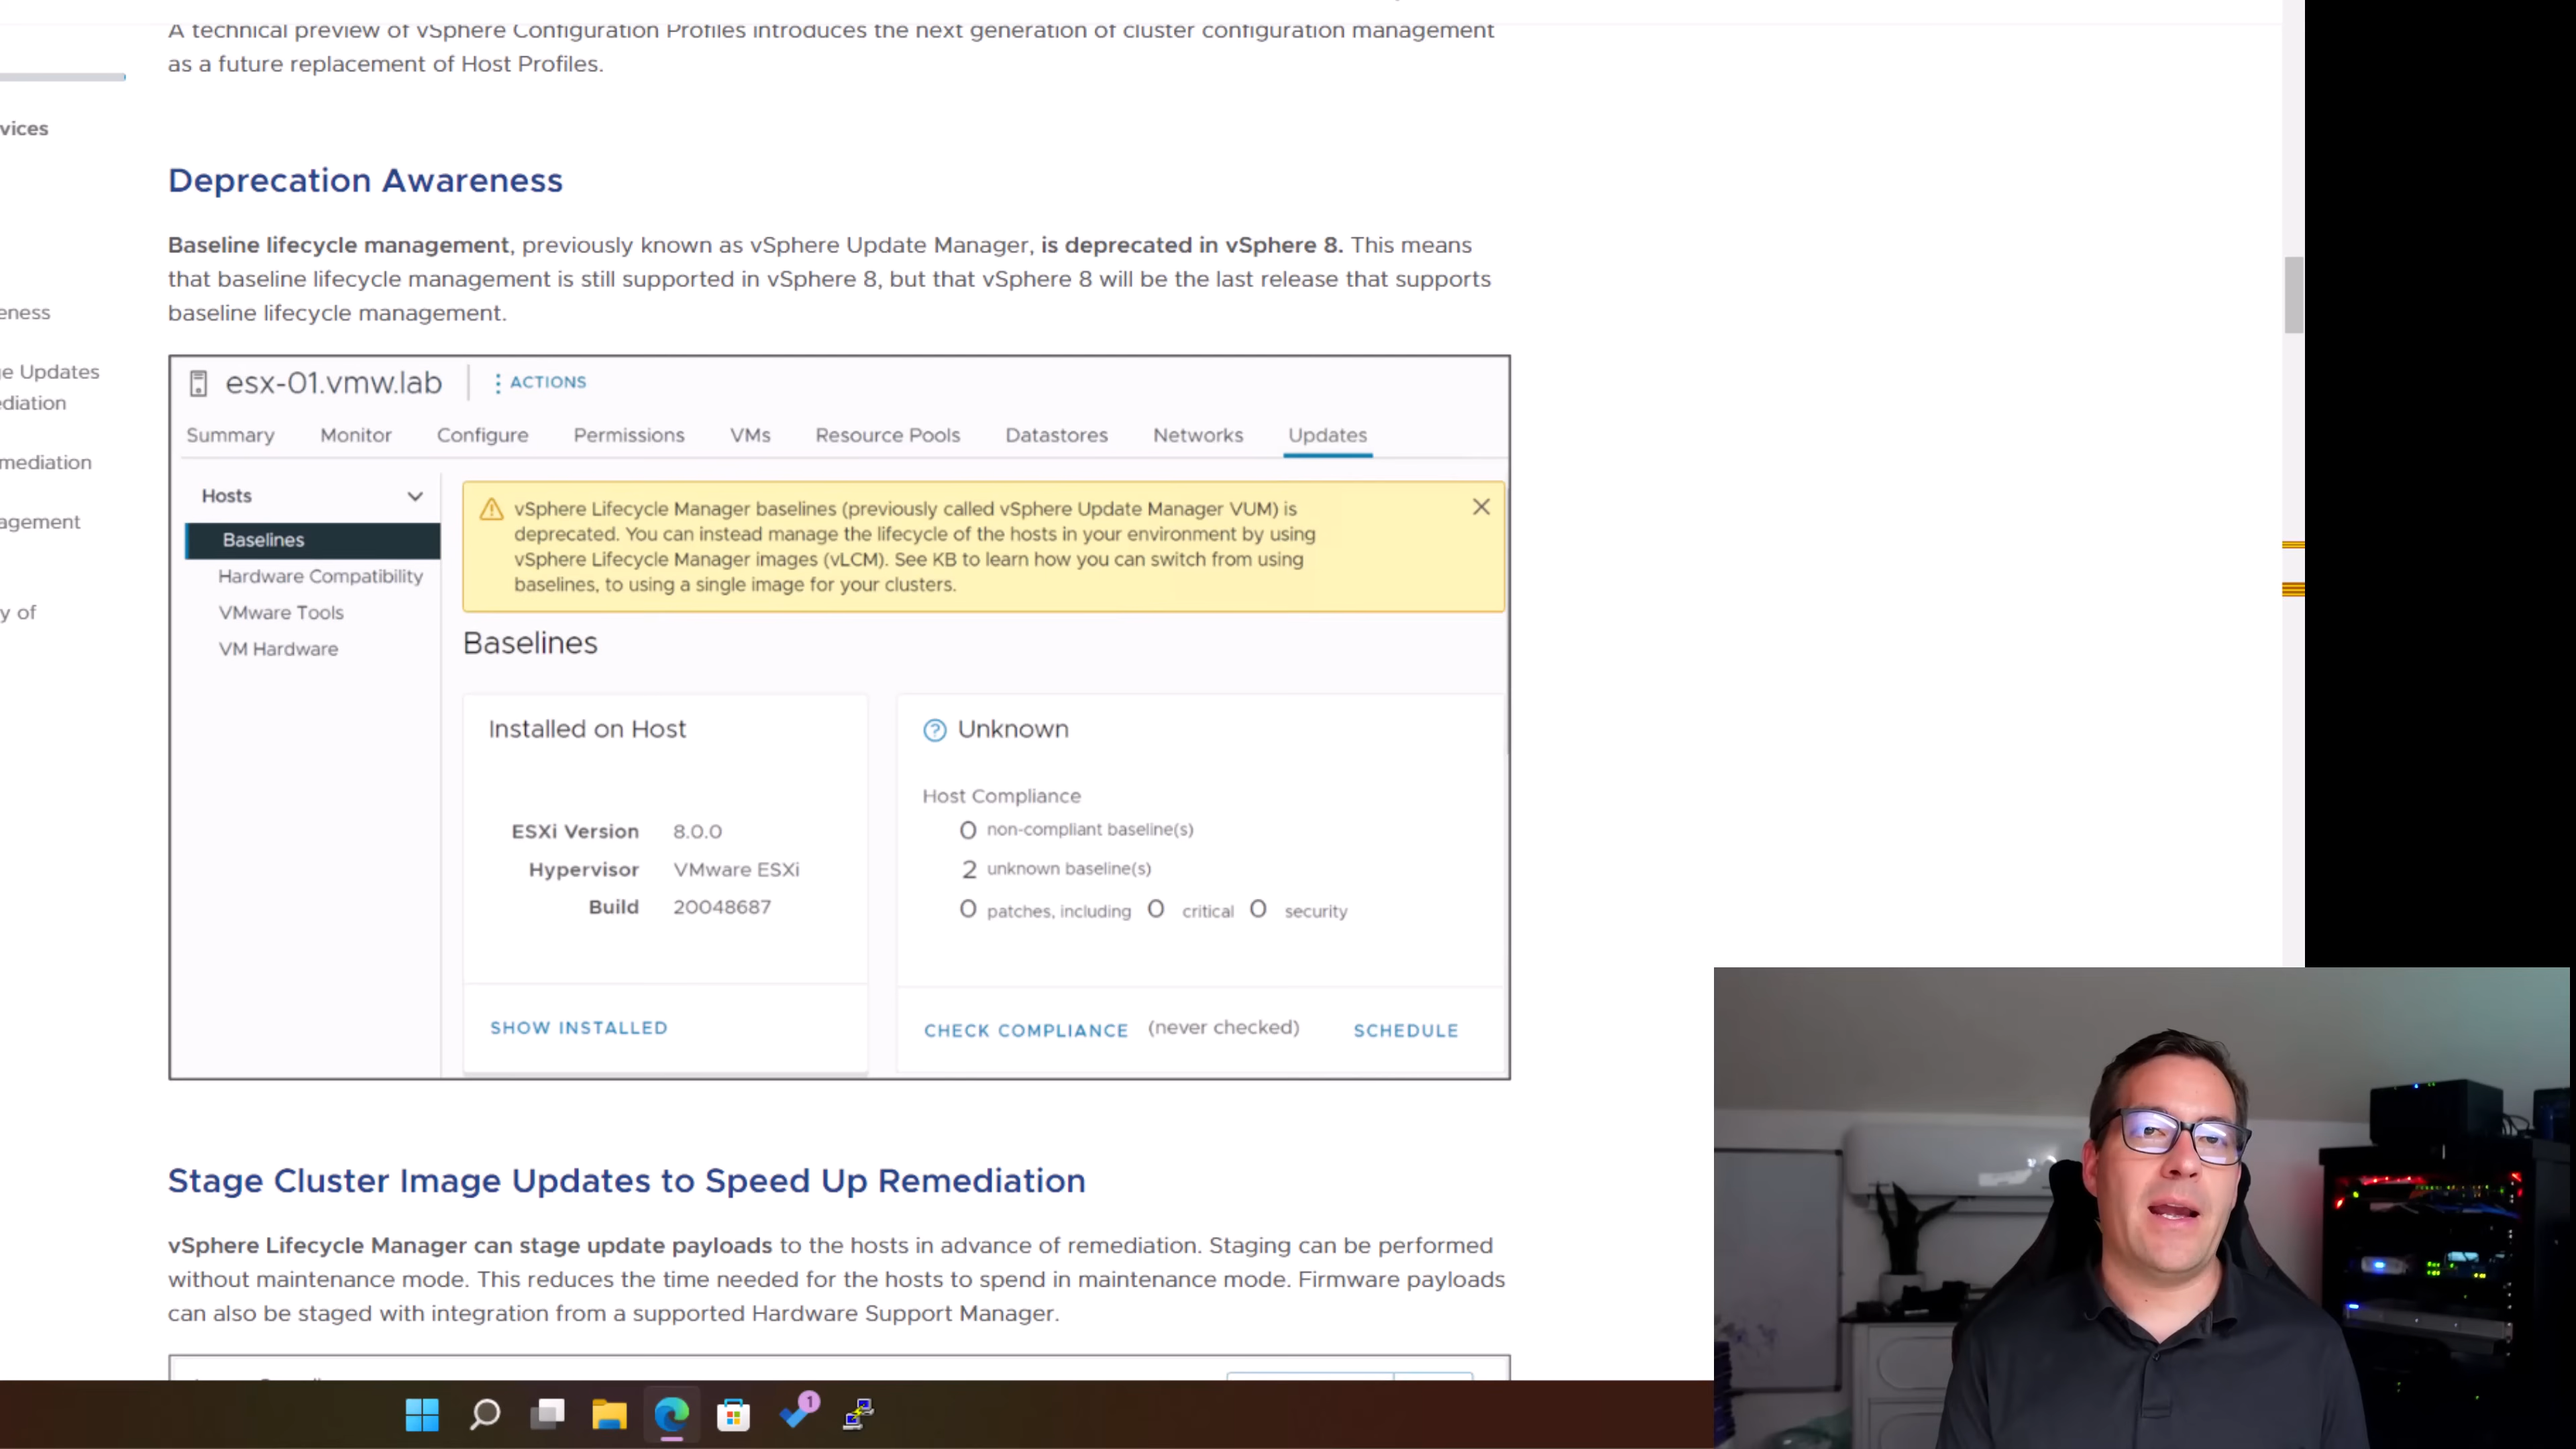 A technical preview of vSphere Configuration Profiles introduces the next generation of cluster configuration management
as a future replacement of Host Profiles.
vices
eness
e Updates
ediation
mediation
agement
y of
Deprecation Awareness
Baseline lifecycle management, previously known as vSphere Update Manager, is deprecated in vSphere 8. This means
that baseline lifecycle management is still supported in vSphere 8, but that vSphere 8 will be the last release that supports
baseline lifecycle management.
esx-01.vmw.lab
ACTIONS
Summary Monitor Configure Permissions VMs Resource Pools Datastores Networks Updates
Hosts
Baselines
Hardware Compatibility
VMware Tools
VM Hardware
vSphere Lifecycle Manager baselines (previously called vSphere Update Manager VUM) is
deprecated. You can instead manage the lifecycle of the hosts in your environment by using
vSphere Lifecycle Manager images (vLCM). See KB to learn how you can switch from using
baselines, to using a single image for your clusters.
Baselines
Installed on Host
ESXi Version 8.0.0
Hypervisor VMware ESXi
Build 20048687
SHOW INSTALLED
Unknown
Host Compliance
0 non-compliant baseline(s)
2 unknown baseline(s)
0 patches, including 0 critical 0 security
CHECK COMPLIANCE (never checked) SCHEDULE
Stage Cluster Image Updates to Speed Up Remediation
vSphere Lifecycle Manager can stage update payloads to the hosts in advance of remediation. Staging can be performed
without maintenance mode. This reduces the time needed for the hosts to spend in maintenance mode. Firmware payloads
can also be staged with integration from a supported Hardware Support Manager.
1